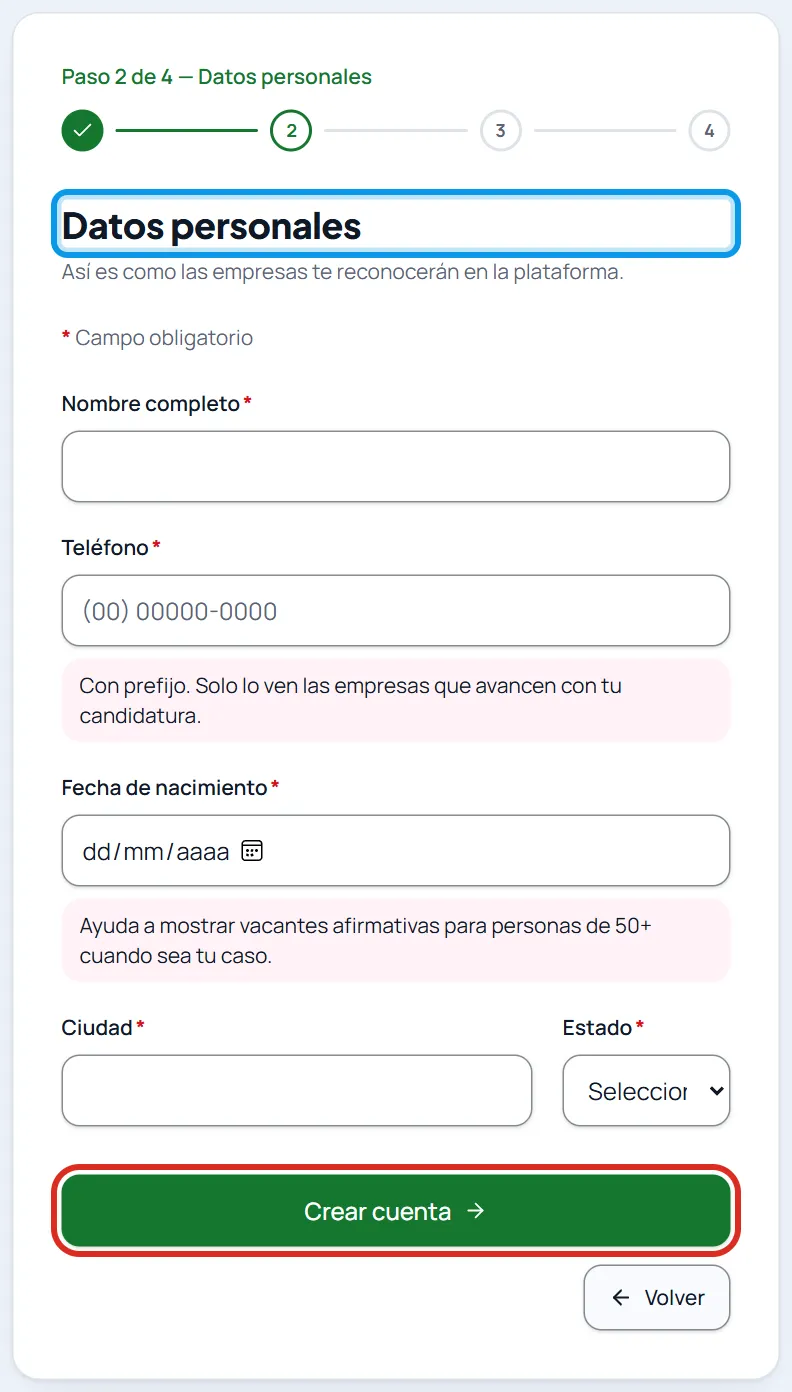 Paso 2 de 4 — Datos personales
2
3
4
Datos personales
Así es como las empresas te reconocerán en la plataforma.
* Campo obligatorio
Nombre completo *
Teléfono *
(00) 00000-0000
Con prefijo. Solo lo ven las empresas que avancen con tu
candidatura.
Fecha de nacimiento *
dd/mm/aaaa
Ayuda a mostrar vacantes afirmativas para personas de 50+
cuando sea tu caso.
Ciudad * Estado *
Seleccior
Crear cuenta →
← Volver